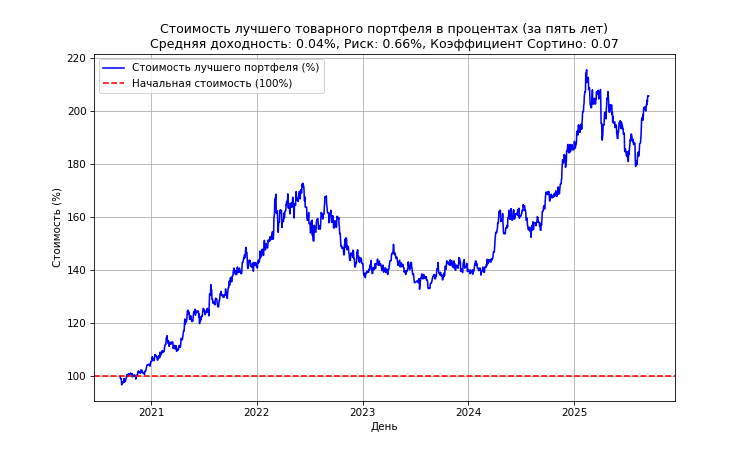 Стоимость лучшего товарного портфеля в процентах (за пять лет)
Средняя доходность: 0.04%, Риск: 0.66%, Коэффициент Сортино: 0.07
Стоимость лучшего портфеля (%)
Начальная стоимость (100%)
Стоимость (%)
220
200
180
160
140
120
100
2021
2022
2023
2024
2025
День